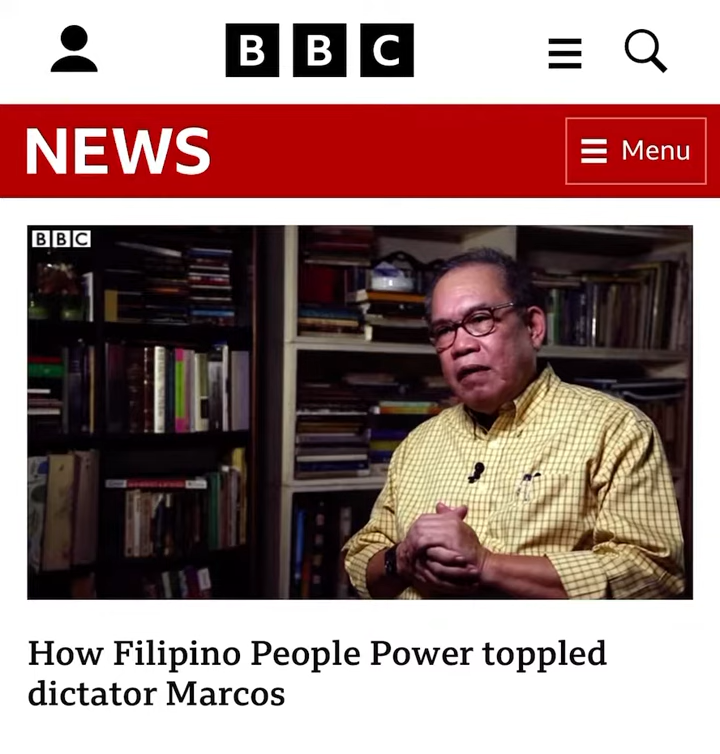 BBC
NEWS
Menu
BBC
How Filipino People Power toppled
dictator Marcos